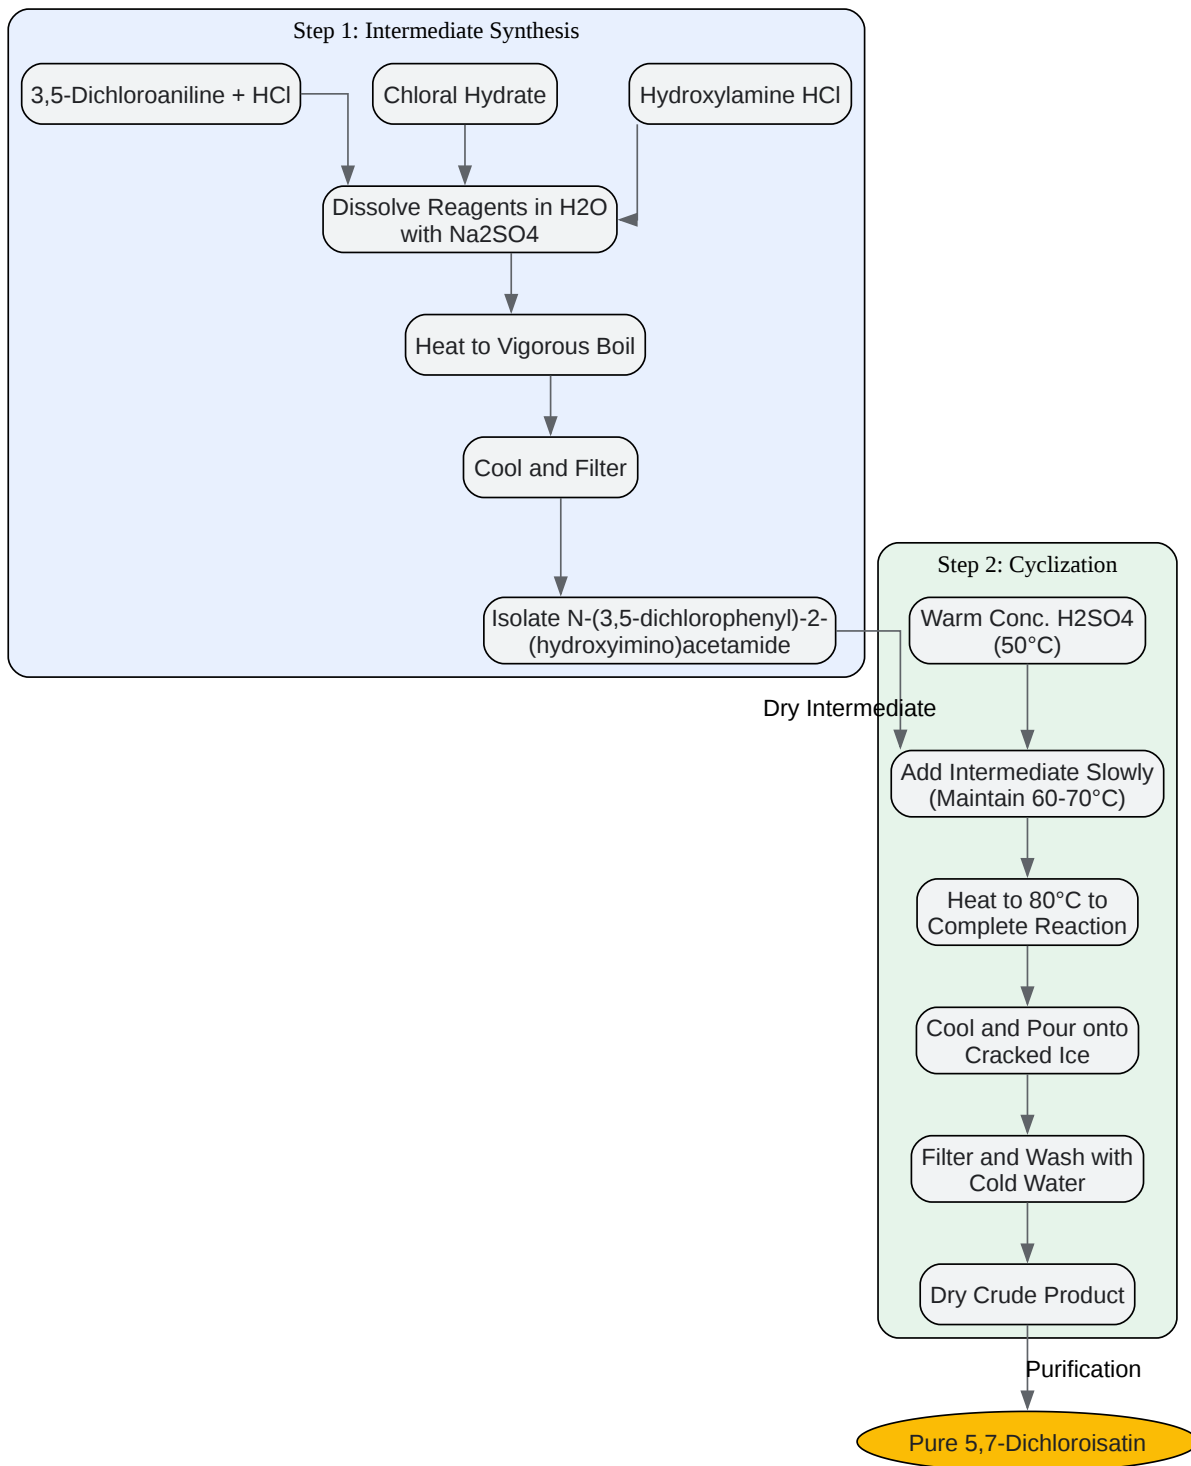 Step 1: Intermediate Synthesis
3,5-Dichloroaniline + HCl
Chloral Hydrate
Hydroxylamine HCl
Dissolve Reagents in H2O
with Na2SO4
Heat to Vigorous Boil
Cool and Filter
Isolate N-(3,5-dichlorophenyl)-2-
(hydroxyimino)acetamide
Step 2: Cyclization
Warm Conc. H2SO4
(50°C)
Dry Intermediate
Add Intermediate Slowly
(Maintain 60-70°C)
Heat to 80°C to
Complete Reaction
Cool and Pour onto
Cracked Ice
Filter and Wash with
Cold Water
Dry Crude Product
Purification
Pure 5,7-Dichloroisatin